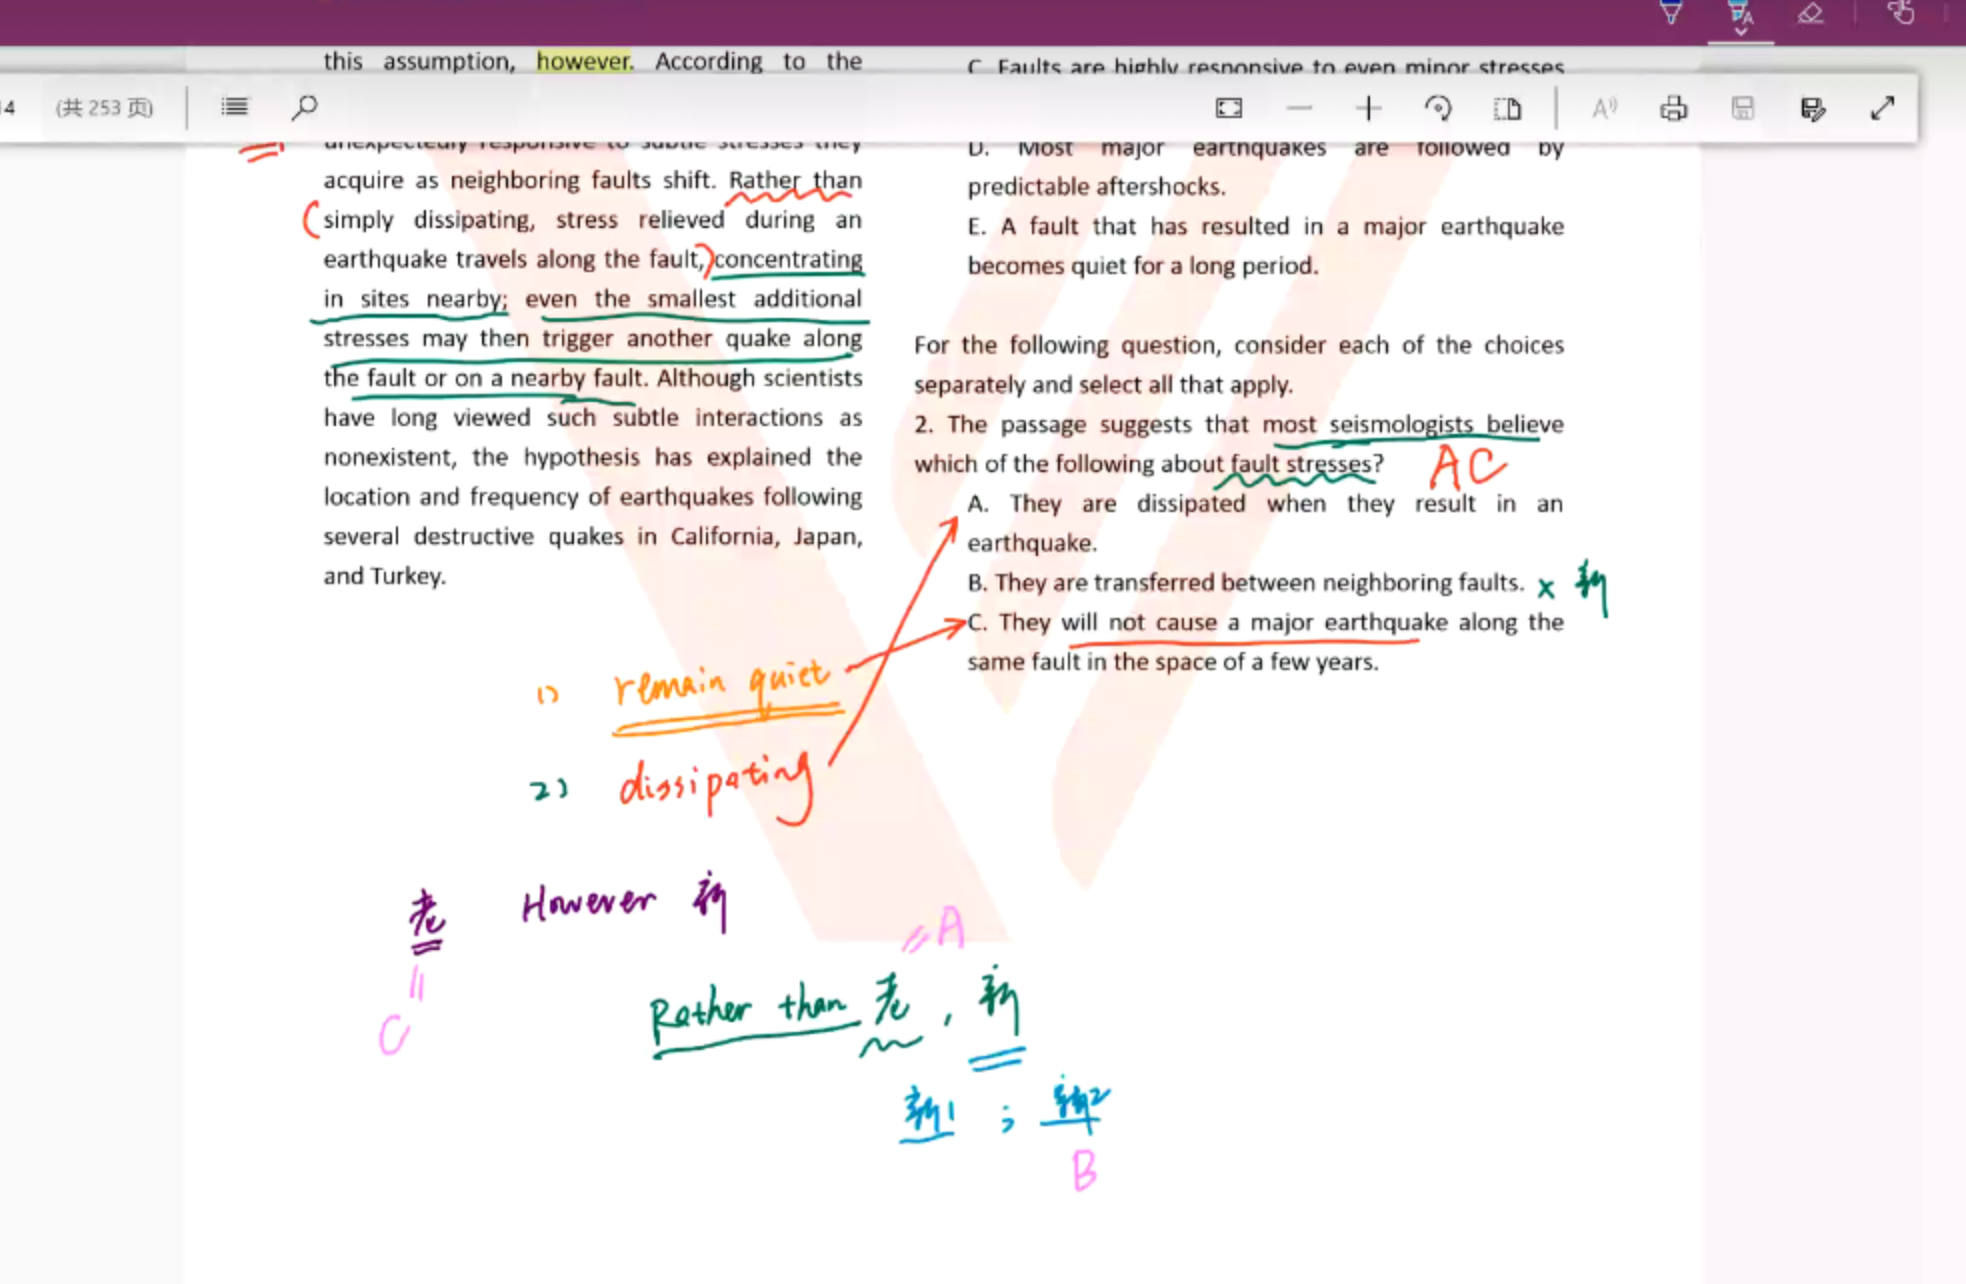 this assumption, however. According to the
4 (共 253 页)
unexpectedly responsive to subtle stresses they
acquire as neighboring faults shift. Rather than
simply dissipating, stress relieved during an
earthquake travels along the fault, concentrating
in sites nearby; even the smallest additional
stresses may then trigger another quake along
the fault or on a nearby fault. Although scientists
have long viewed such subtle interactions as
nonexistent, the hypothesis has explained the
location and frequency of earthquakes following
several destructive quakes in California, Japan,
and Turkey.
C. Faults are highly responsive to even minor stresses
D. Most major earthquakes are followed by
predictable aftershocks.
E. A fault that has resulted in a major earthquake
becomes quiet for a long period.
For the following question, consider each of the choices
separately and select all that apply.
2. The passage suggests that most seismologists believe
which of the following about fault stresses? AC
A. They are dissipated when they result in an
earthquake.
B. They are transferred between neighboring faults. × 新
C. They will not cause a major earthquake along the
same fault in the space of a few years.
1) remain quiet
2) dissipating
老 However 新
=A
=
C
Rather than 老, 新
新1 ; 新2
B